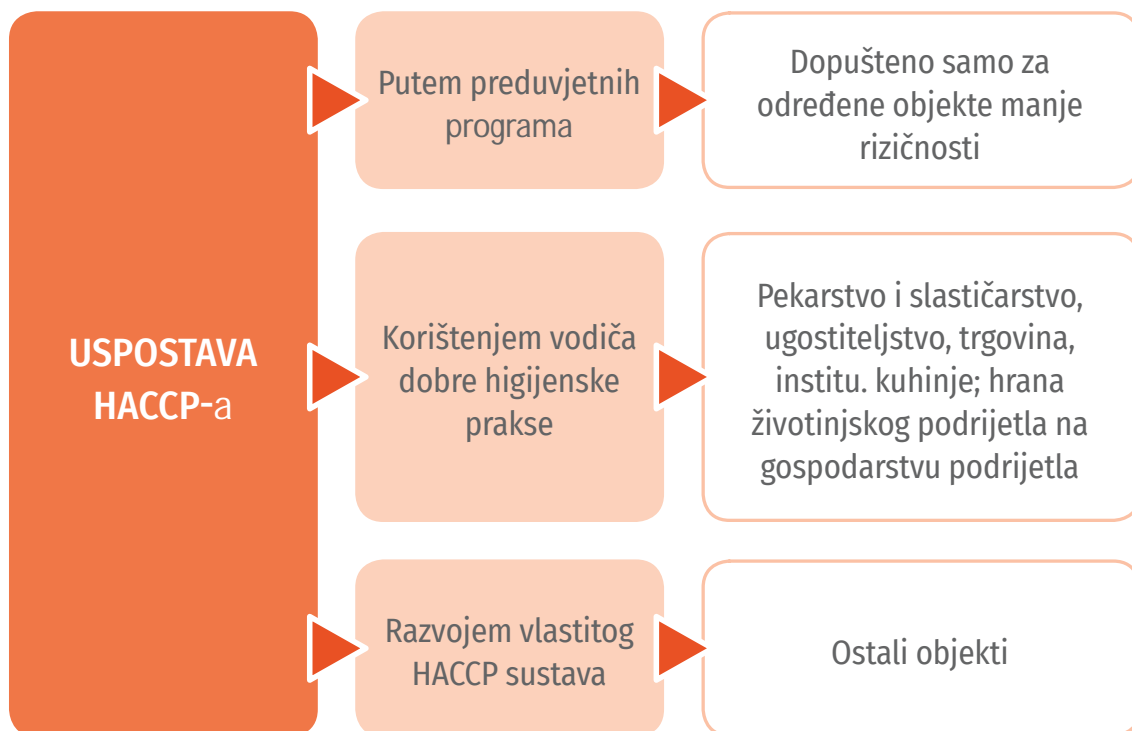 USPOSTAVA
HACCP-a
Putem preduvjetnih
programa
Dopušteno samo za
određene objekte manje
rizičnosti
Korištenjem vodiča
dobre higijenske
prakse
Pekarstvo i slastičarstvo,
ugostiteljstvo, trgovina,
institu. kuhinje; hrana
životinjskog podrijetla na
gospodarstvu podrijetla
Razvojem vlastitog
HACCP sustava
Ostali objekti